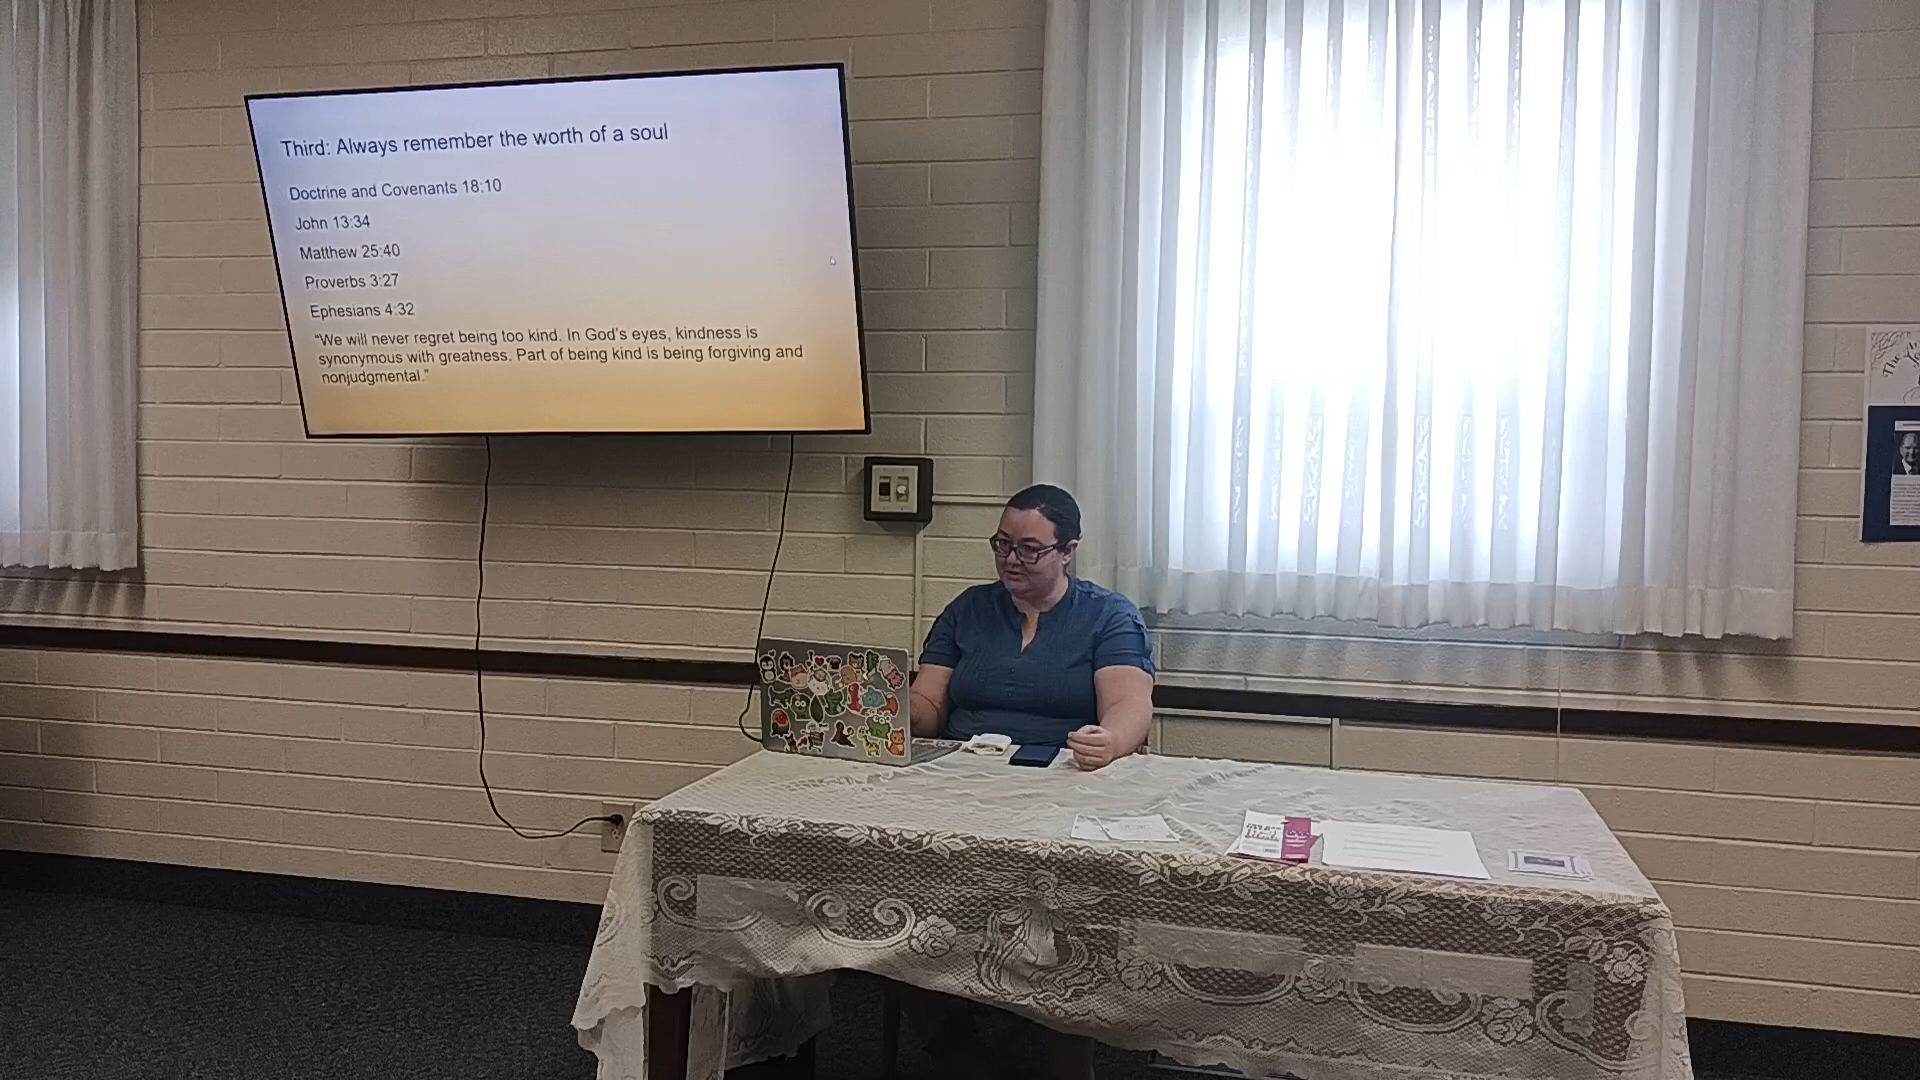 Third: Always remember the worth of a soul
Doctrine and Covenants 18:10
John 13:34
Matthew 25:40
Proverbs 3:27
Ephesians 4:32
“We will never regret being too kind. In God's eyes, kindness is
synonymous with greatness. Part of being kind is being forgiving and
nonjudgmental.”
The